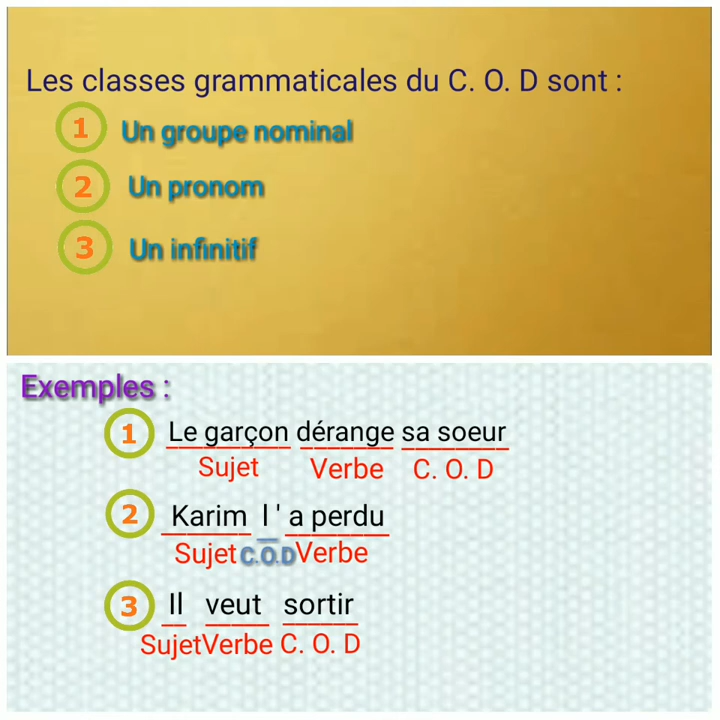 Les classes grammaticales du C. O. D sont :
1 Un groupe nominal
2 Un pronom
3 Un infinitif
Exemples :
1 Le garçon dérange sa soeur
Sujet Verbe C. O. D
2 Karim l ' a perdu
Sujet C.O.D Verbe
3 Il veut sortir
Sujet Verbe C. O. D